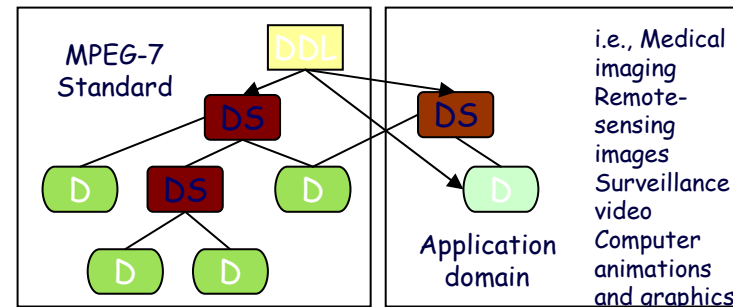 MPEG-7
Standard
DDL
DS
DS
D
DS
D
D
D
D
Application
domain
i.e., Medical
imaging
Remote-
sensing
images
Surveillance
video
Computer
animations
and graphics